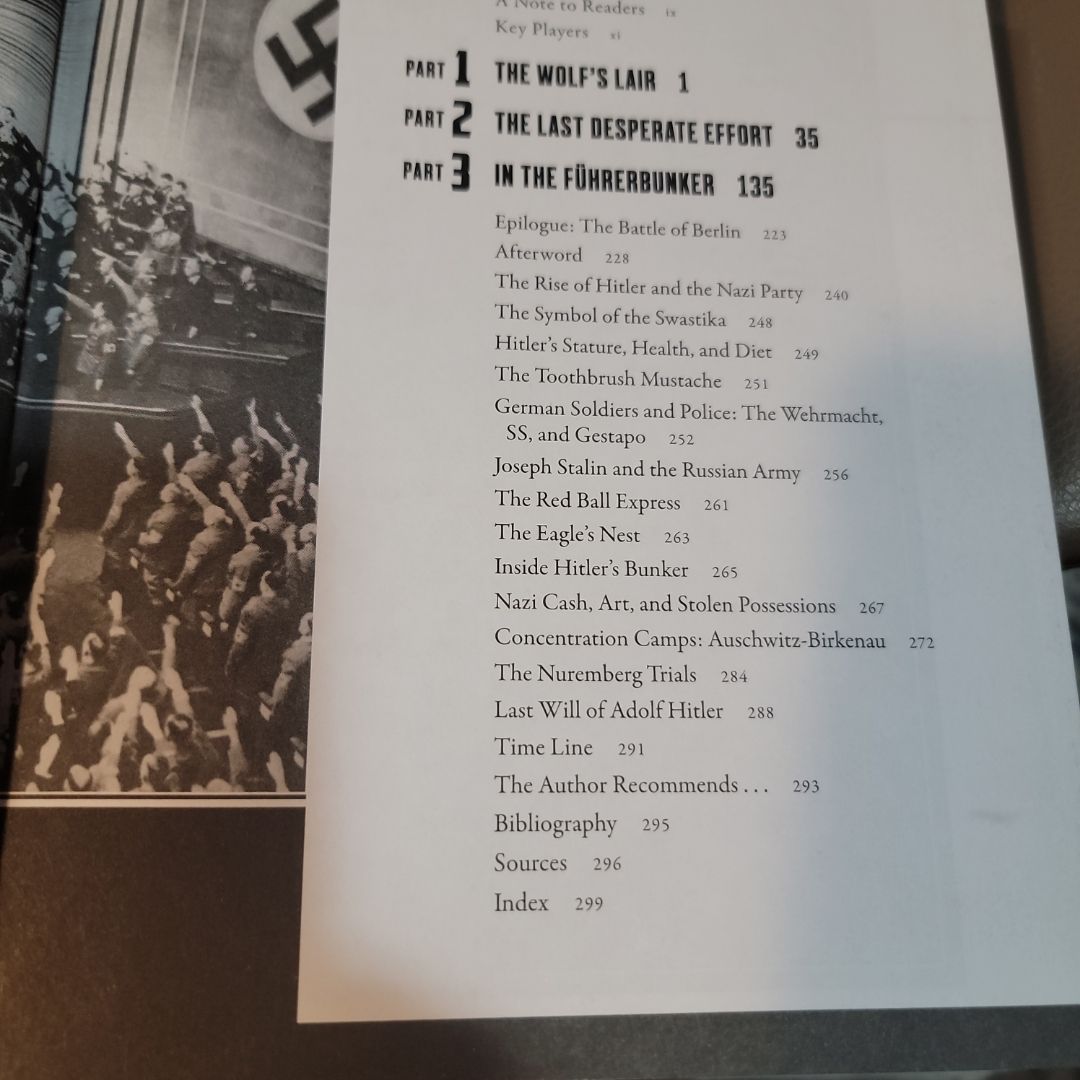 A Note to Readers ix
Key Players xi
PART 1 THE WOLF'S LAIR 1
PART 2 THE LAST DESPERATE EFFORT 35
PART 3 IN THE FÜHRERBUNKER 135
Epilogue: The Battle of Berlin 223
Afterword 228
The Rise of Hitler and the Nazi Party 240
The Symbol of the Swastika 248
Hitler's Stature, Health, and Diet 249
The Toothbrush Mustache 251
German Soldiers and Police: The Wehrmacht,
SS, and Gestapo 252
Joseph Stalin and the Russian Army 256
The Red Ball Express 261
The Eagle's Nest 263
Inside Hitler's Bunker 265
Nazi Cash, Art, and Stolen Possessions 267
Concentration Camps: Auschwitz-Birkenau 272
The Nuremberg Trials 284
Last Will of Adolf Hitler 288
Time Line 291
The Author Recommends . . . 293
Bibliography 295
Sources 296
Index 299